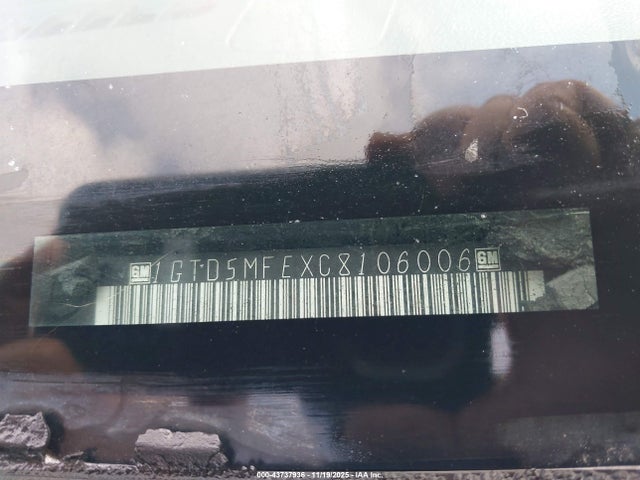 GM 1GTD5MFEXC8106006 GM
000-43737936 - 11/19/2025 - IAA Inc.